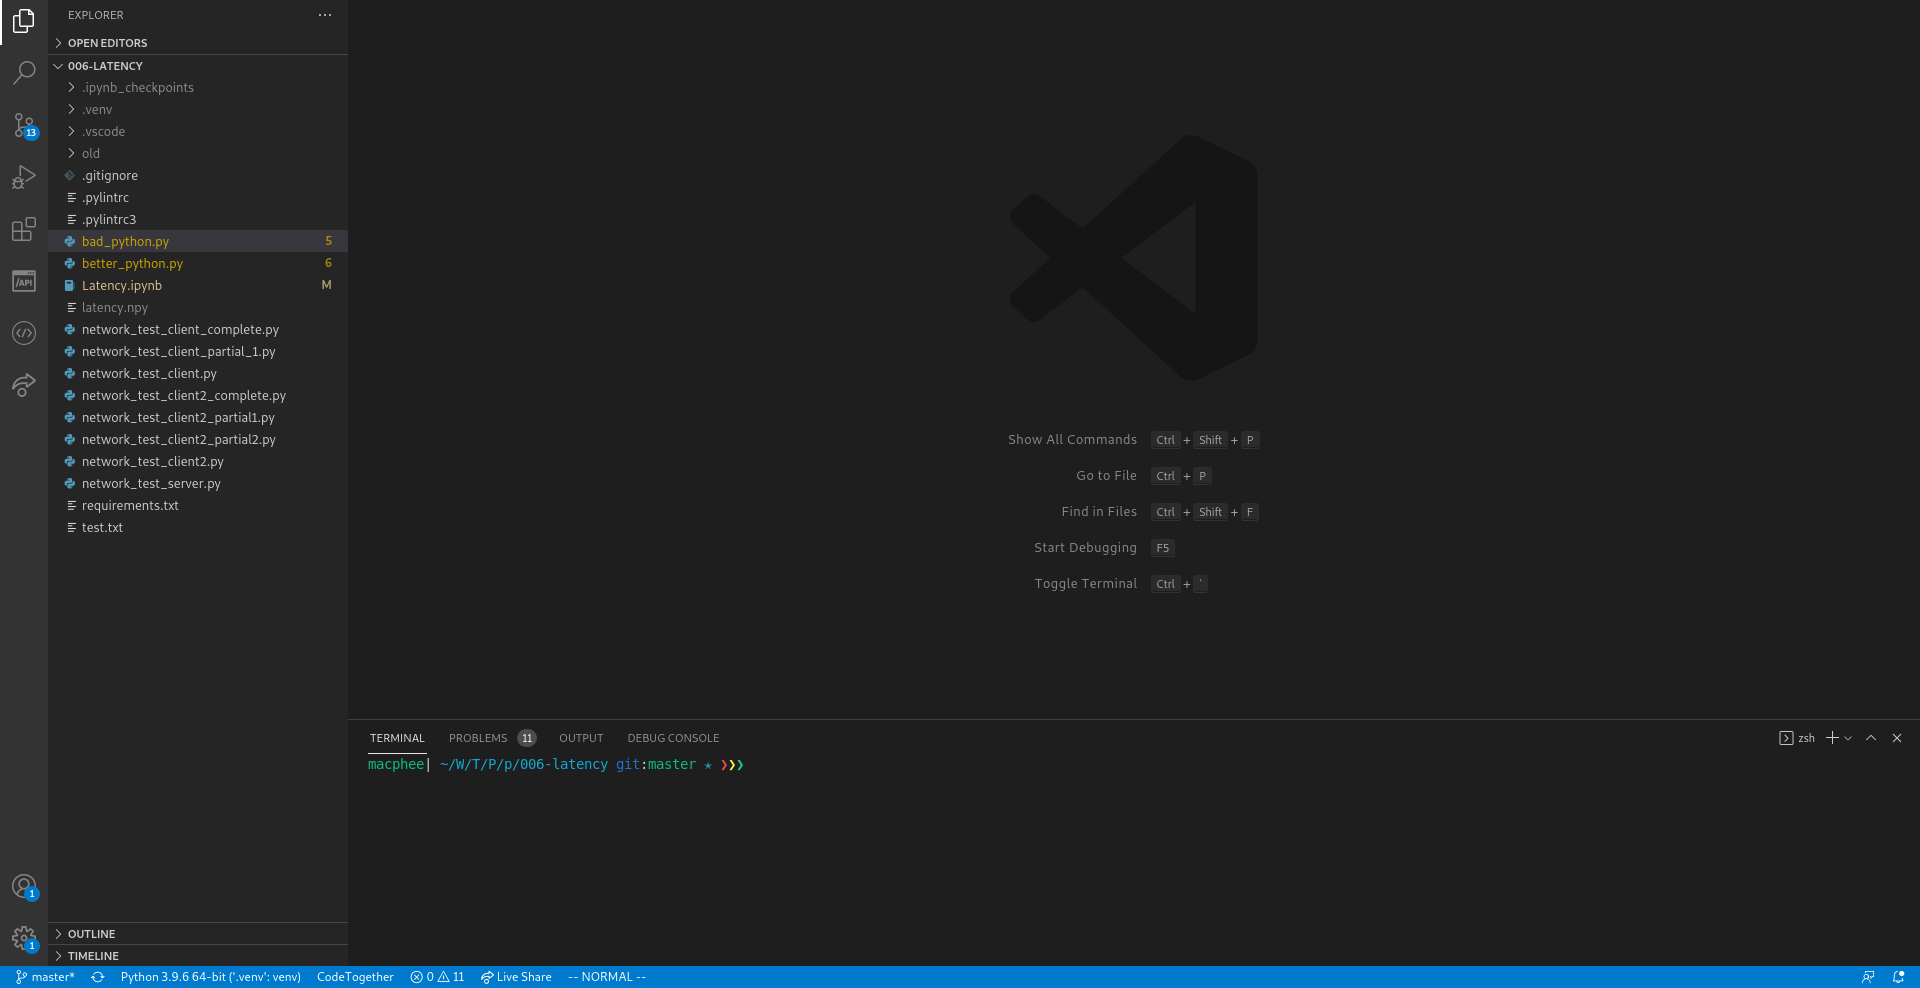 EXPLORER
OPEN EDITORS
006-LATENCY
.ipynb_checkpoints
.venv
.vscode
old
.gitignore
.pylintrc
.pylintrc3
bad_python.py 5
better_python.py 6
Latency.ipynb M
latency.npy
network_test_client_complete.py
network_test_client_partial_1.py
network_test_client.py
network_test_client2_complete.py
network_test_client2_partial1.py
network_test_client2_partial2.py
network_test_client2.py
network_test_server.py
requirements.txt
test.txt
OUTLINE
TIMELINE
13
/API
1
1
Show All Commands Ctrl + Shift + P
Go to File Ctrl + P
Find in Files Ctrl + Shift + F
Start Debugging F5
Toggle Terminal Ctrl + `
TERMINAL PROBLEMS 11 OUTPUT DEBUG CONSOLE zsh
macphee| ~/W/T/P/p/006-latency git:master ★ ❯❯❯
master* Python 3.9.6 64-bit ('.venv': venv) CodeTogether 0 11 Live Share -- NORMAL --